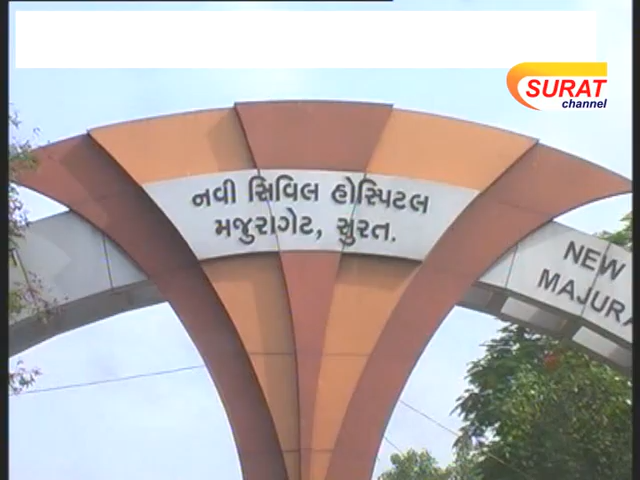 SURAT
channel
નવી સિવિલ હોસ્પિટલ
મજુરાગેટ, સુરત.
NEW
MAJURA